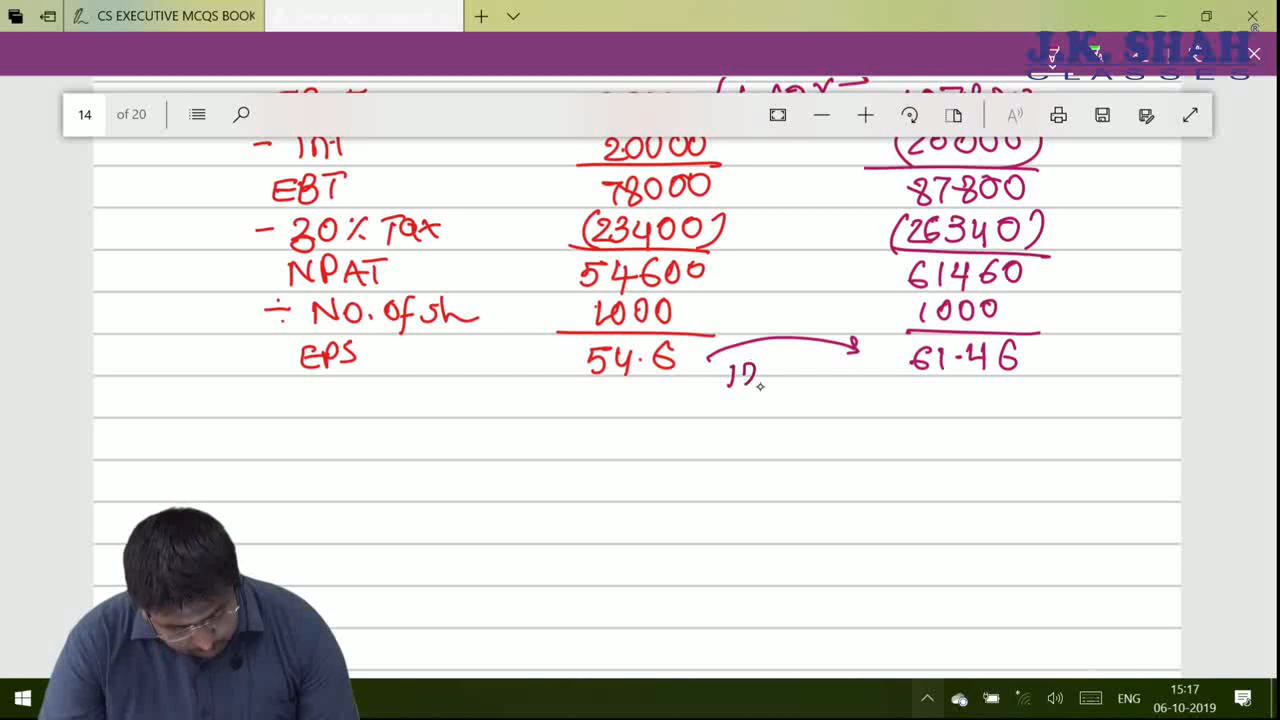 CS EXECUTIVE MCQS BOOK
J.K. SHAH®
CLASSES
14 of 20
- Int 20000 (20000)
EBT 78000 87800
- 30% Tax (23400) (26340)
NPAT 54600 61460
÷ No. of sh 1000 1000
EPS 54.6 61.46
ENG
15:17
06-10-2019